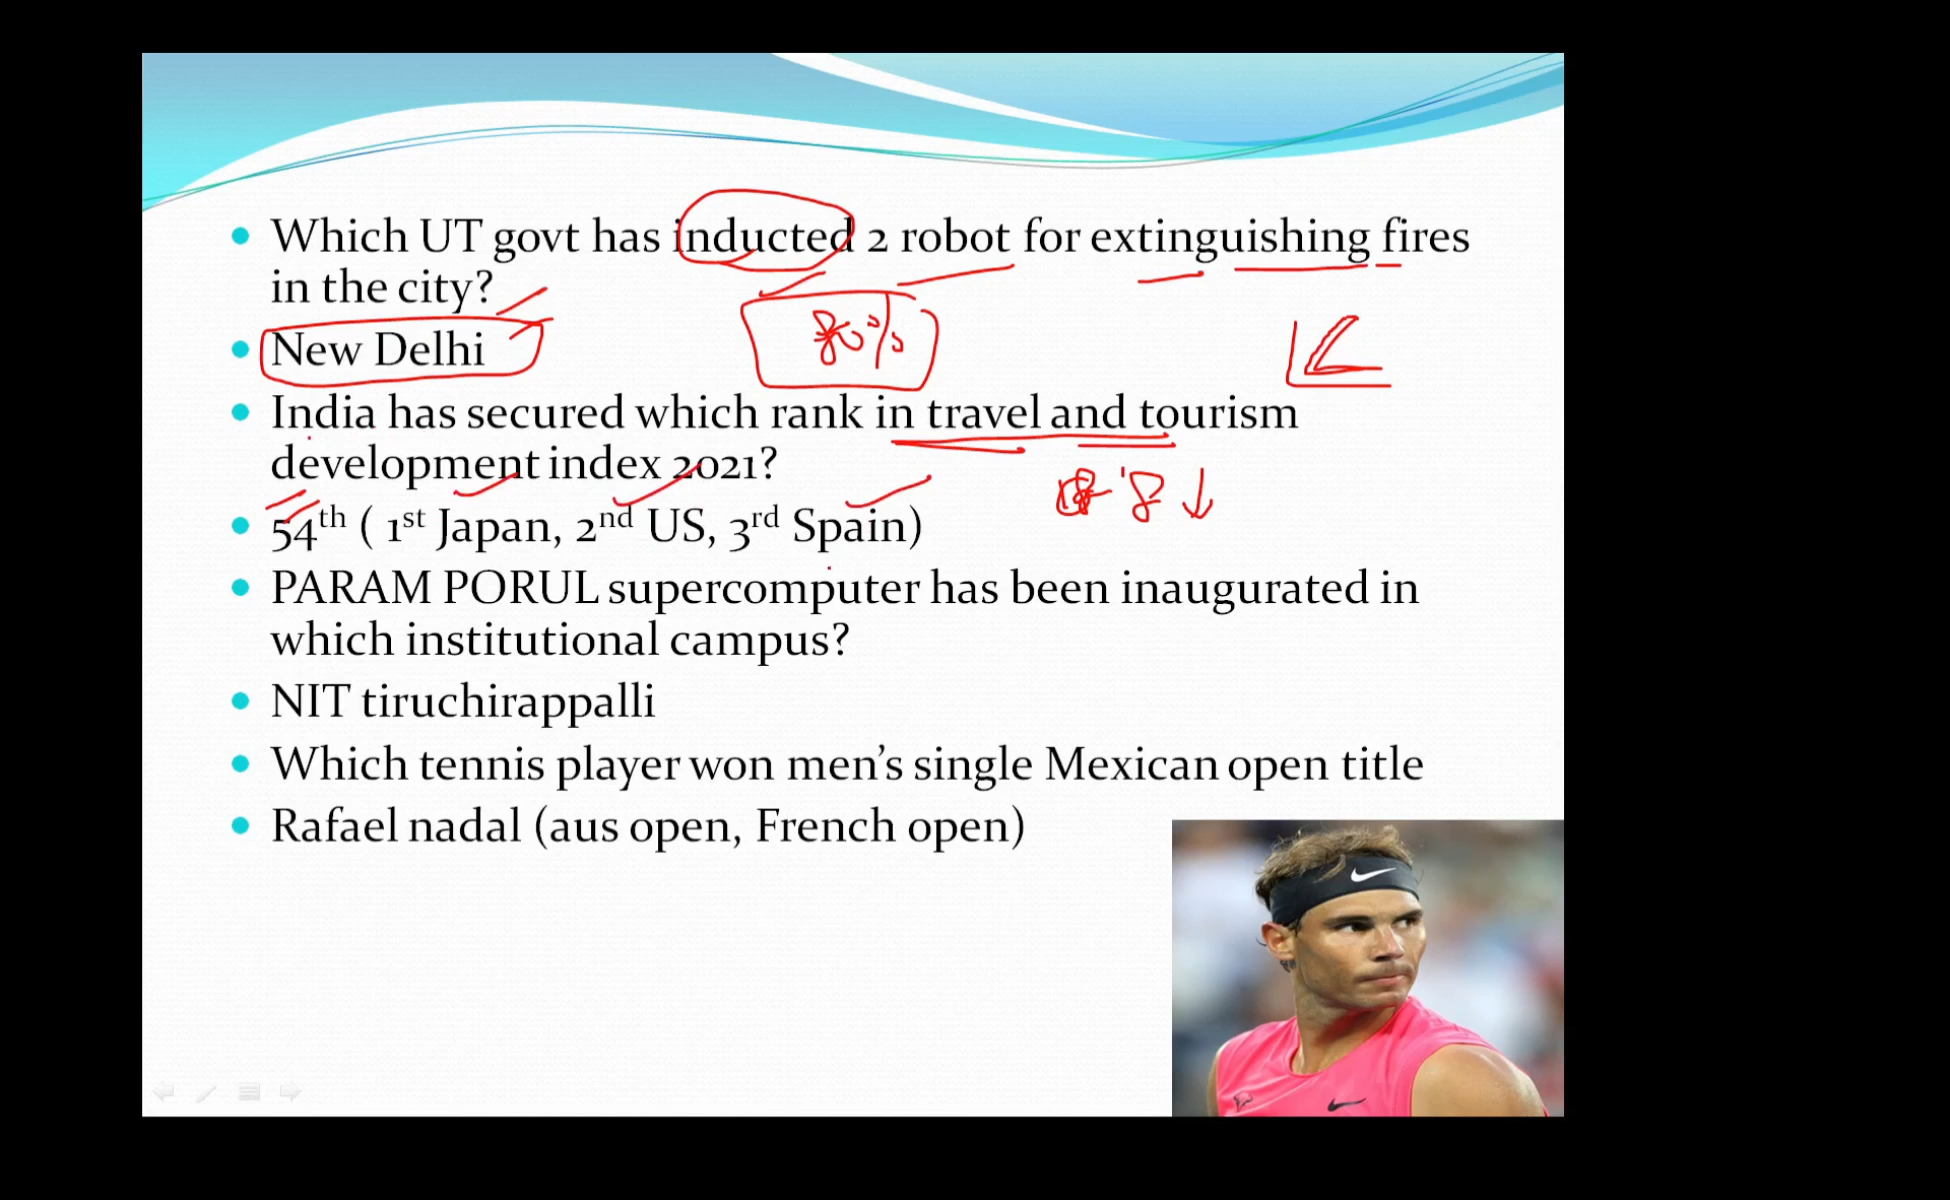 Which UT govt has inducted 2 robot for extinguishing fires
in the city?
New Delhi
80%
India has secured which rank in travel and tourism
development index 2021?
54th ( 1st Japan, 2nd US, 3rd Spain)
PARAM PORUL supercomputer has been inaugurated in
which institutional campus?
NIT tiruchirappalli
Which tennis player won men’s single Mexican open title
Rafael nadal (aus open, French open)